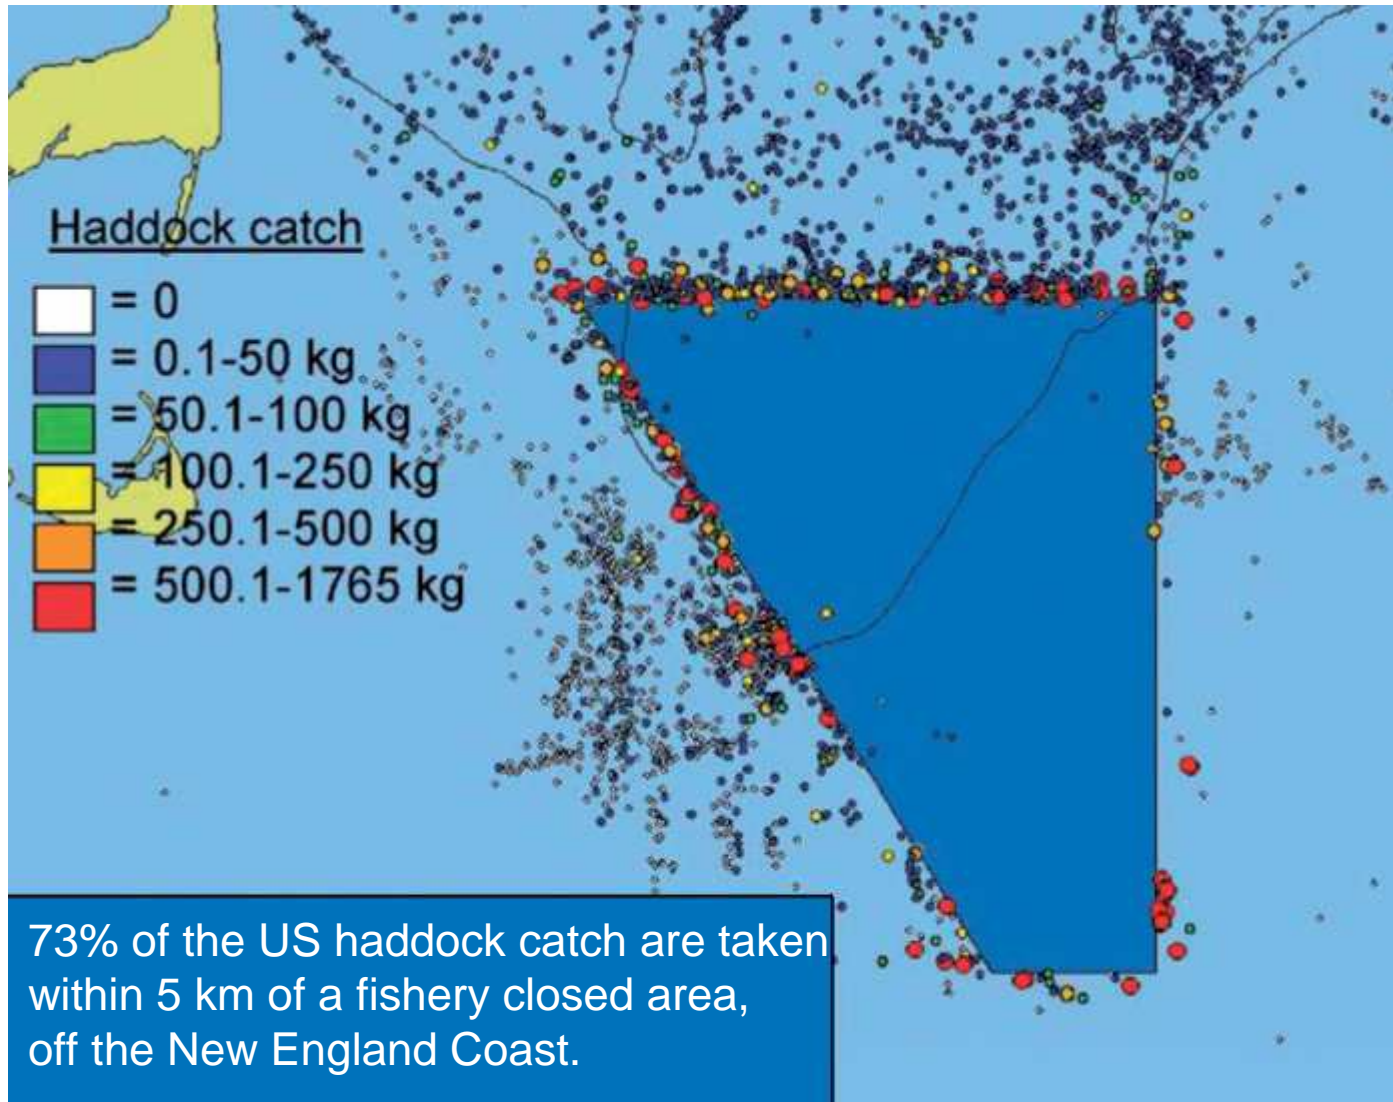 Haddock catch
= 0
= 0.1-50 kg
= 50.1-100 kg
= 100.1-250 kg
= 250.1-500 kg
= 500.1-1765 kg
73% of the US haddock catch are taken
within 5 km of a fishery closed area,
off the New England Coast.